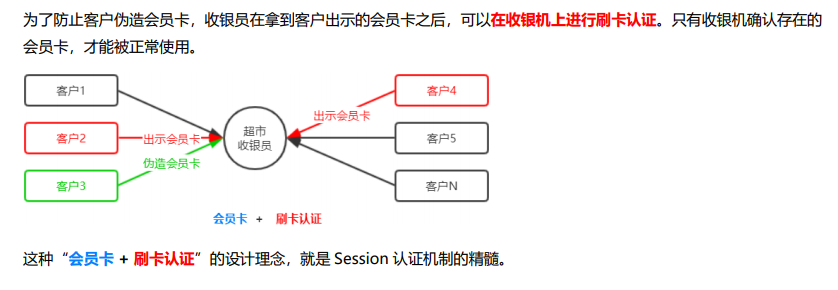 为了防止客户伪造会员卡，收银员在拿到客户出示的会员卡之后，可以在收银机上进行刷卡认证。只有收银机确认存在的
会员卡，才能被正常使用。
客户1
客户4
出示会员卡
客户2
出示会员卡
超市
收银员
客户5
伪造会员卡
客户3
客户N
会员卡 + 刷卡认证
这种“会员卡 + 刷卡认证”的设计理念，就是 Session 认证机制的精髓。